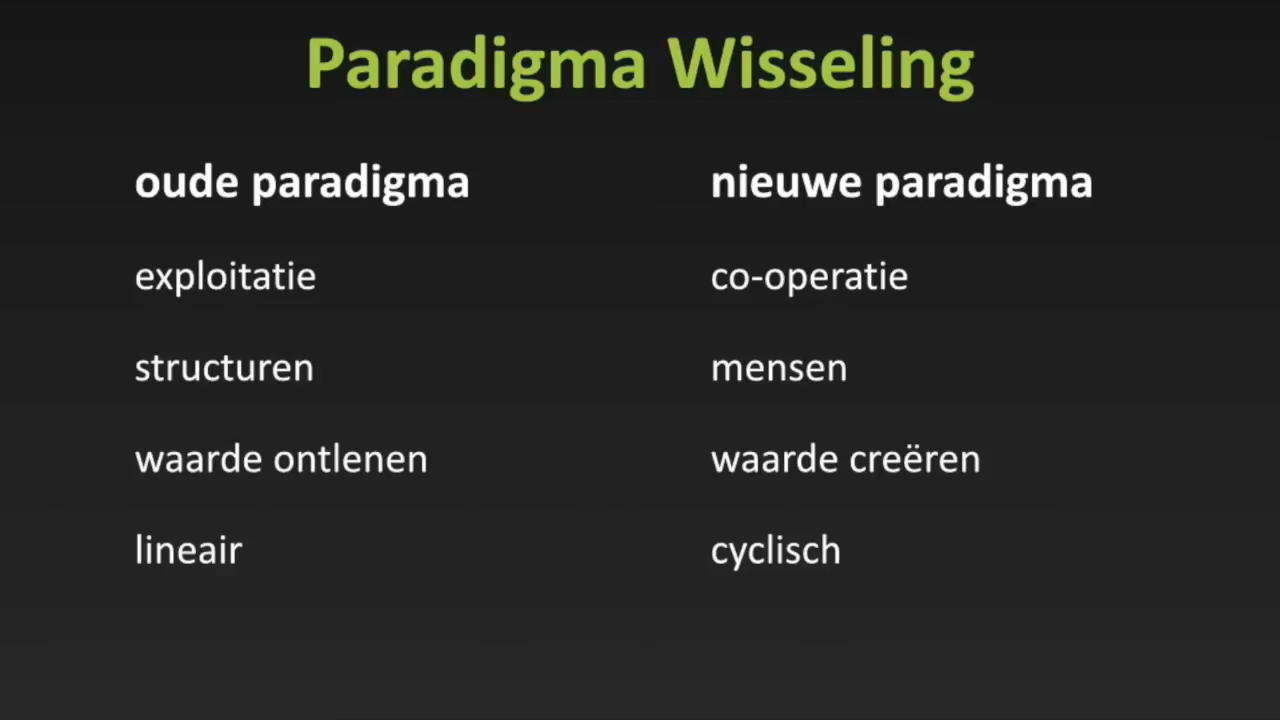 Paradigma Wisseling
oude paradigma nieuwe paradigma
exploitatie co-operatie
structuren mensen
waarde ontlenen waarde creëren
lineair cyclisch